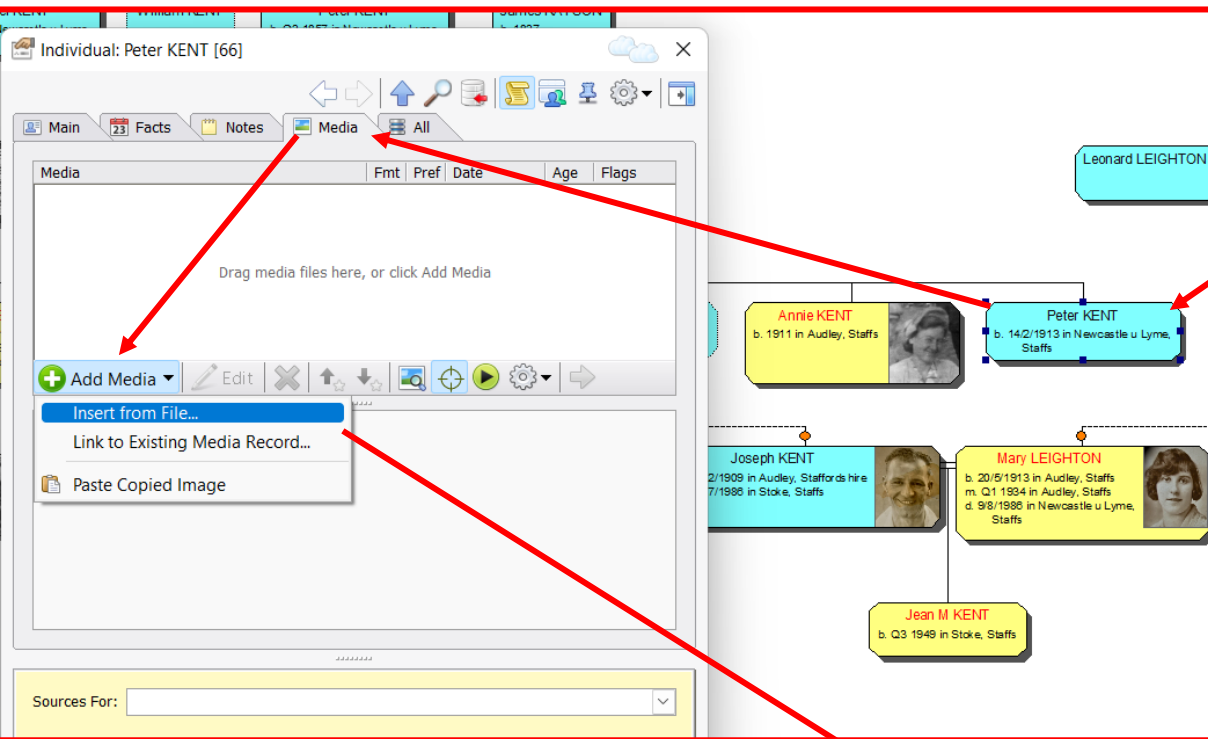 William KENT
Peter KENT
James RAYSON
b. Q3 1857 in Newcastle u Lyme
b. 1837
Individual: Peter KENT [66]
Main
23
Facts
Notes
Media
All
Media
Fmt
Pref
Date
Age
Flags
Drag media files here, or click Add Media
Add Media
Edit
Insert from File...
Link to Existing Media Record...
Paste Copied Image
Sources For:
Leonard LEIGHTON
Annie KENT
b. 1911 in Audley, Staffs
Peter KENT
b. 14/2/1913 in Newcastle u Lyme,
Staffs
Joseph KENT
2/1909 in Audley, Staffordshire
7/1986 in Stoke, Staffs
Mary LEIGHTON
b. 20/5/1913 in Audley, Staffs
m. Q1 1934 in Audley, Staffs
d. 9/8/1986 in Newcastle u Lyme,
Staffs
Jean M KENT
b. Q3 1949 in Stoke, Staffs